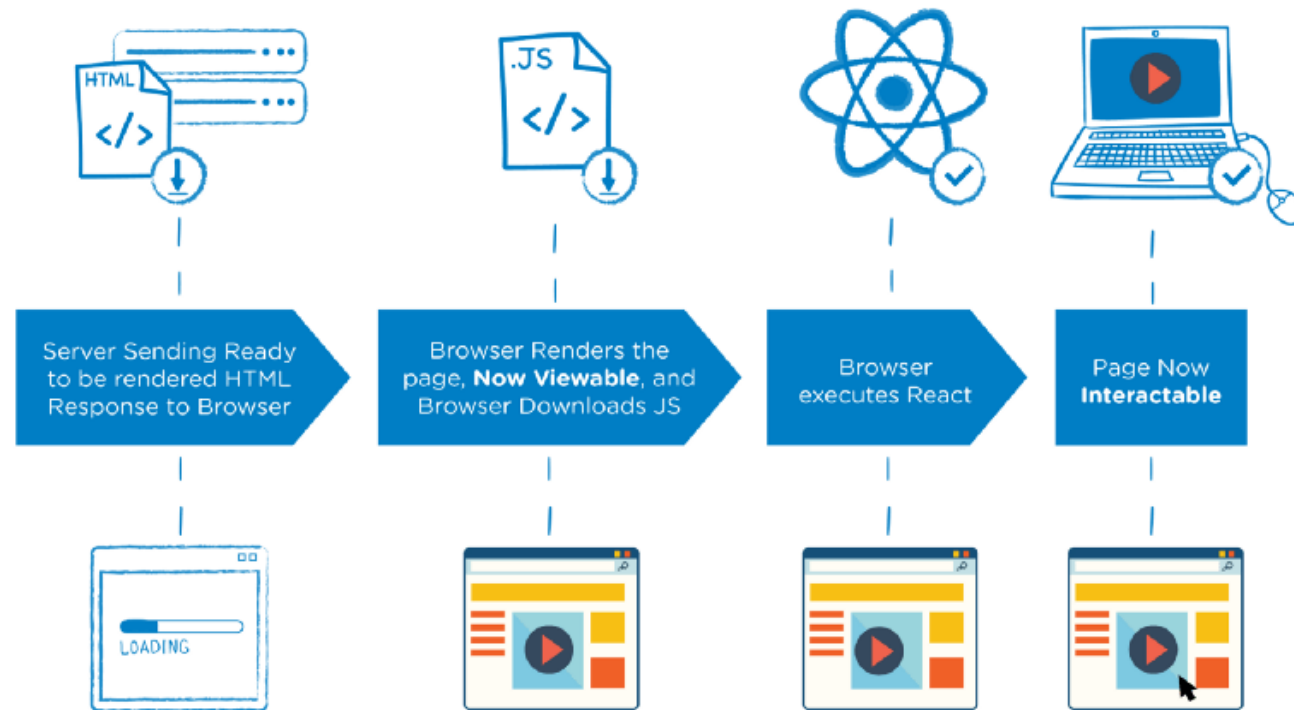 HTML
</>
.JS
</>
Server Sending Ready
to be rendered HTML
Response to Browser
Browser Renders the
page, Now Viewable, and
Browser Downloads JS
Browser
executes React
Page Now
Interactable
LOADING